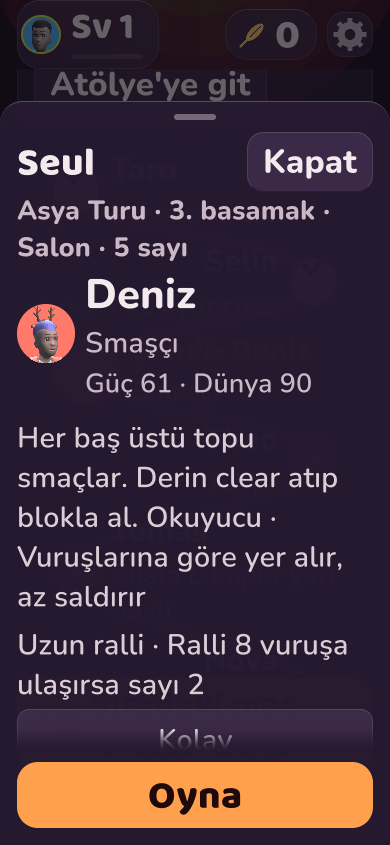 Sv 1
0
Atölye'ye git
Seul
Kapat
Asya Turu · 3. basamak ·
Salon · 5 sayı
Deniz
Smaşçı
Güç 61 · Dünya 90
Her baş üstü topu
smaçlar. Derin clear atıp
blokla al. Okuyucu ·
Vuruşlarına göre yer alır,
az saldırır
Uzun ralli · Ralli 8 vuruşa
ulaşırsa sayı 2
Kolay
Oyna